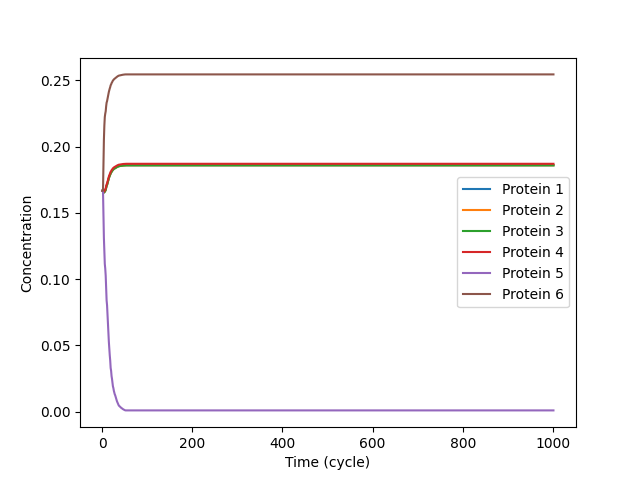 0.25
0.20
0.15
0.10
0.05
0.00
Concentration
Protein 1
Protein 2
Protein 3
Protein 4
Protein 5
Protein 6
0 200 400 600 800 1000
Time (cycle)